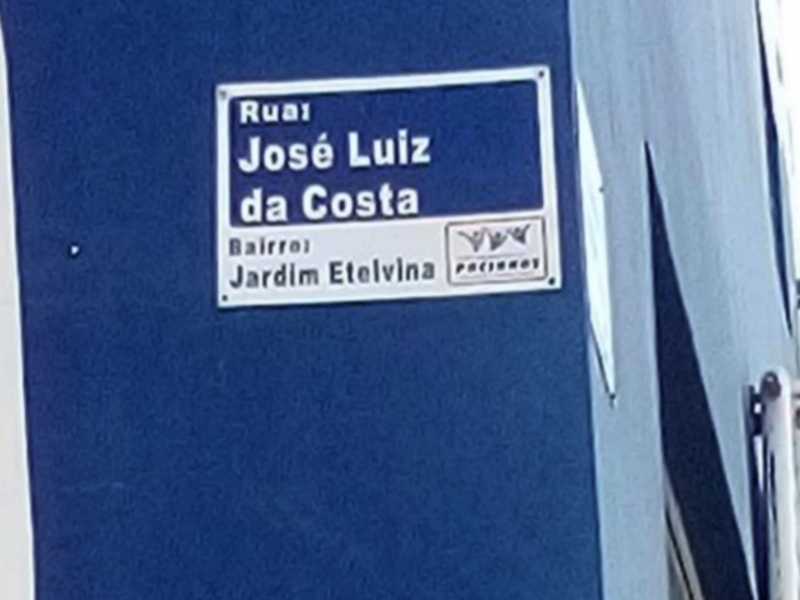 Rua:
José Luiz
da Costa
Bairro:
Jardim Etelvina